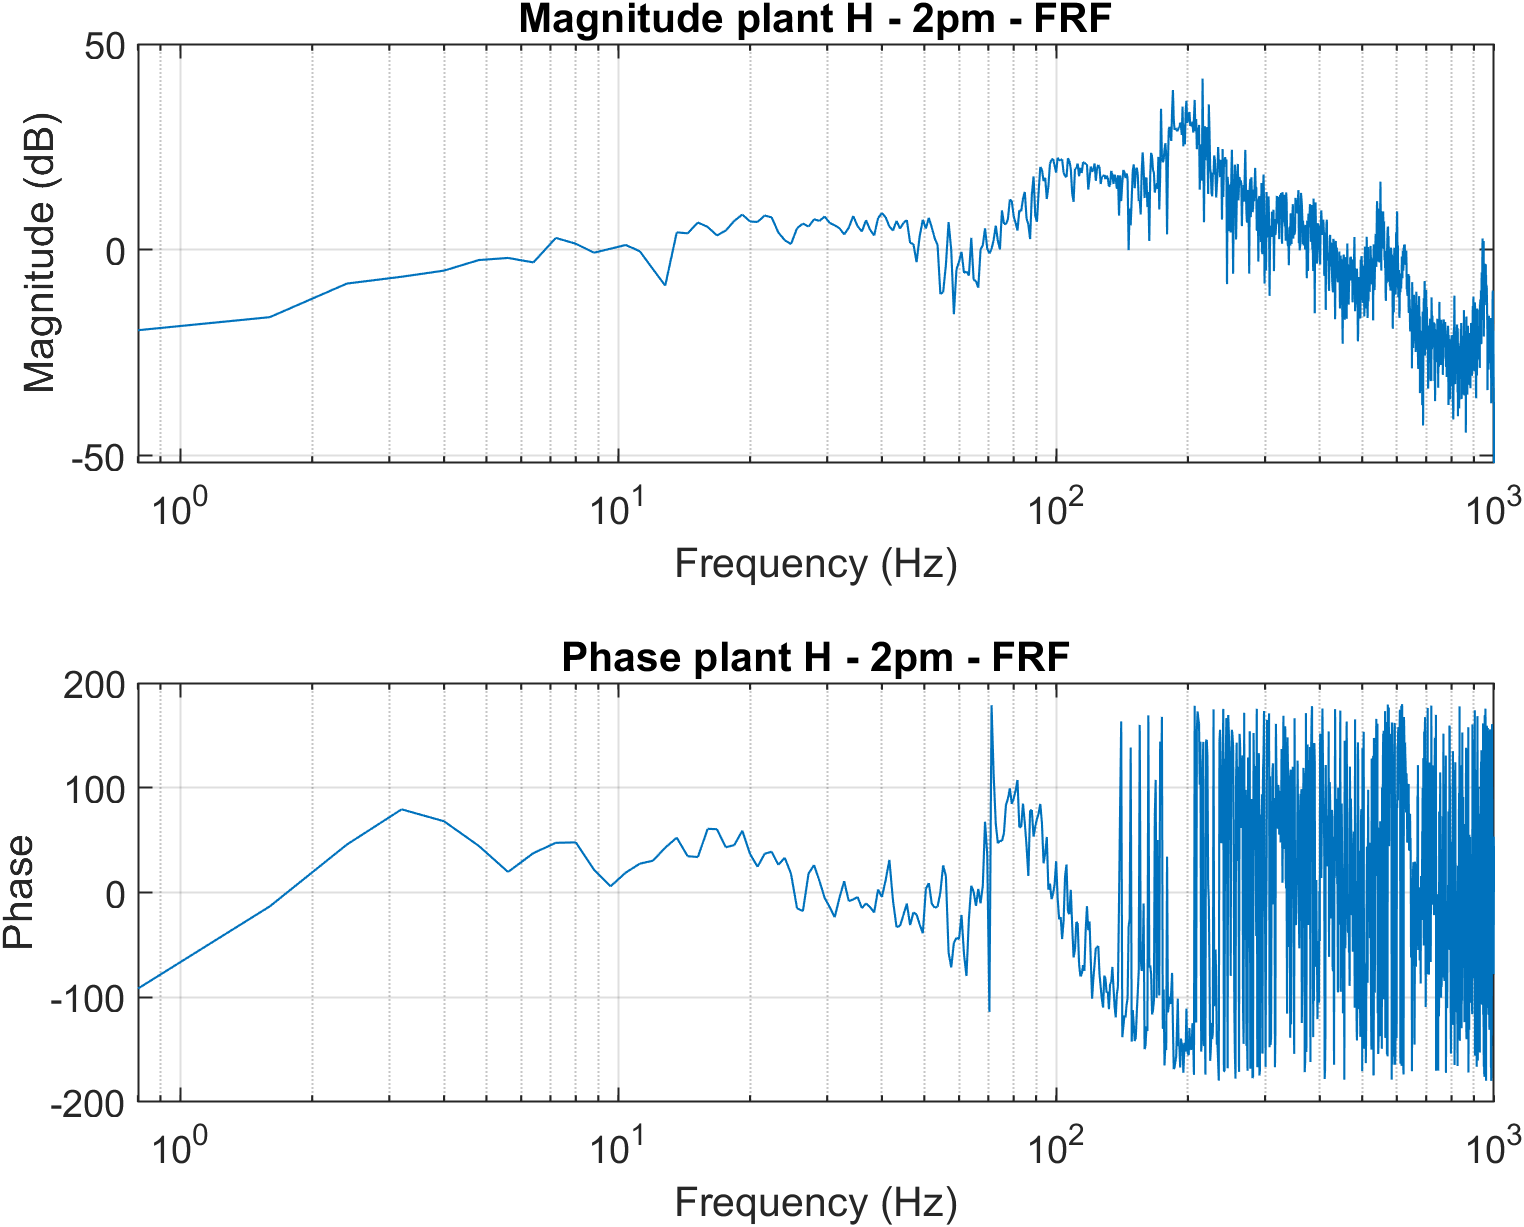 Magnitude plant H - 2pm - FRF
50
0
-50
Magnitude (dB)
10^0 10^1 10^2 10^3
Frequency (Hz)
Phase plant H - 2pm - FRF
200
100
0
-100
-200
Phase
10^0 10^1 10^2 10^3
Frequency (Hz)